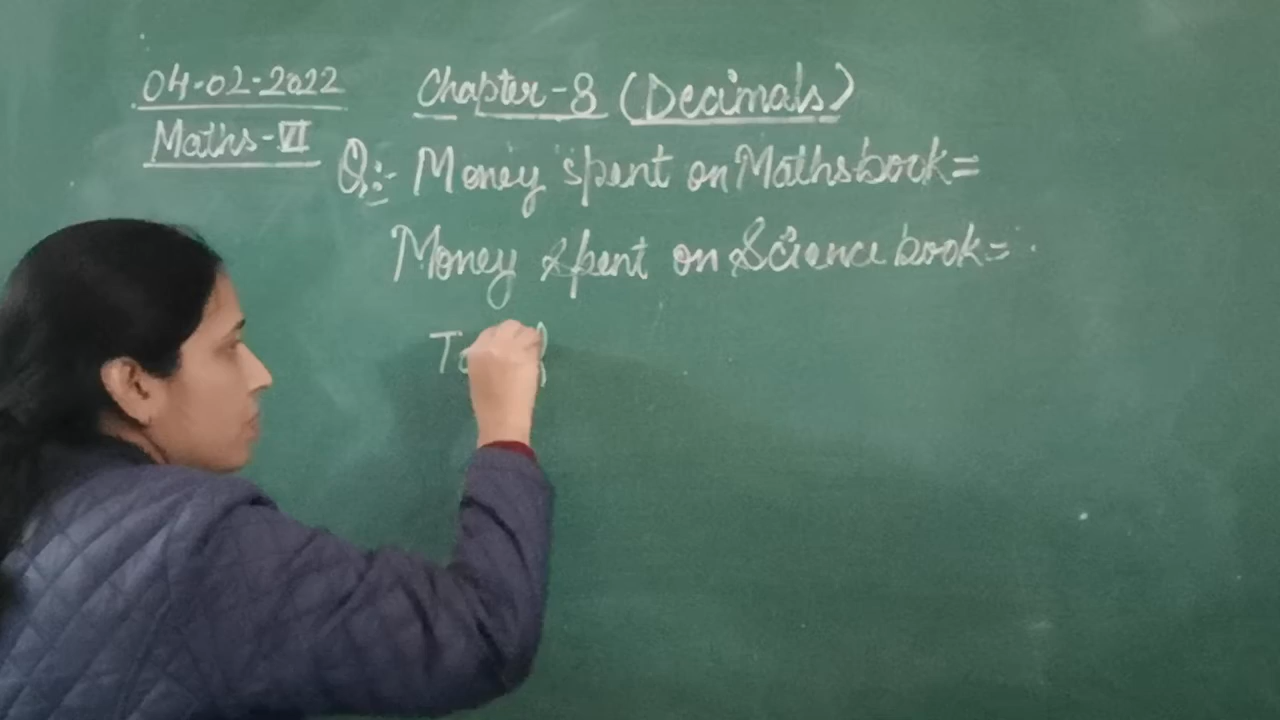 04-02-2022 Chapter-8 (Decimals)
Maths-VI
Q:- Money spent on Maths book=
Money spent on Science book=